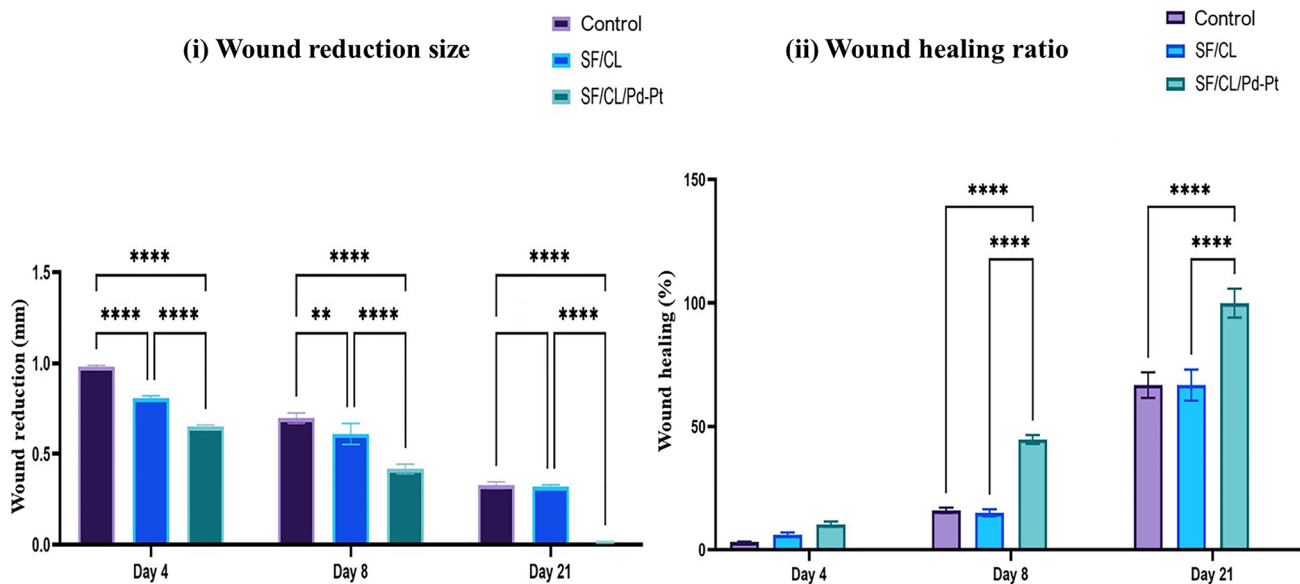 (i) Wound reduction size
Control
SF/CL
SF/CL/Pd-Pt
Wound reduction (mm)
1.5
1.0
0.5
0.0
**** **** ****
**** **** ** **** ****
Day 4 Day 8 Day 21
(ii) Wound healing ratio
Control
SF/CL
SF/CL/Pd-Pt
Wound healing (%)
150
100
50
0
**** ****
**** ****
Day 4 Day 8 Day 21